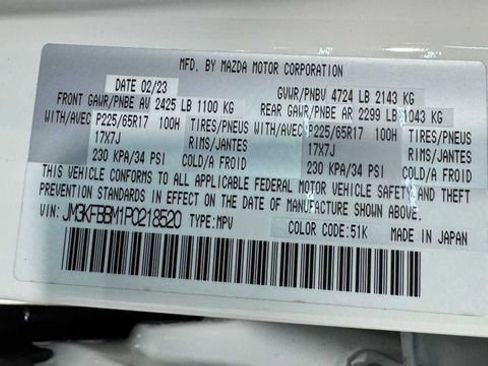 MFD. BY MAZDA MOTOR CORPORATION
DATE 02/23 GVWR/PNBV 4724 LB 2143 KG
FRONT GAWR/PNBE AV 2425 LB 1100 KG REAR GAWR/PNBE AR 2299 LB 1043 KG
WITH/AVEC P225/65R17 100H TIRES/PNEUS WITH/AVEC P225/65R17 100H TIRES/PNEUS
17X7J RIMS/JANTES 17X7J RIMS/JANTES
230 KPA/34 PSI COLD/A FROID 230 KPA/34 PSI COLD/A FROID
THIS VEHICLE CONFORMS TO ALL APPLICABLE FEDERAL MOTOR VEHICLE SAFETY AND THEFT
PREVENTION STANDARDS IN EFFECT ON THE DATE OF MANUFACTURE SHOWN ABOVE.
VIN: JM3KFBBM1P0218520 TYPE:MPV COLOR CODE:51K MADE IN JAPAN